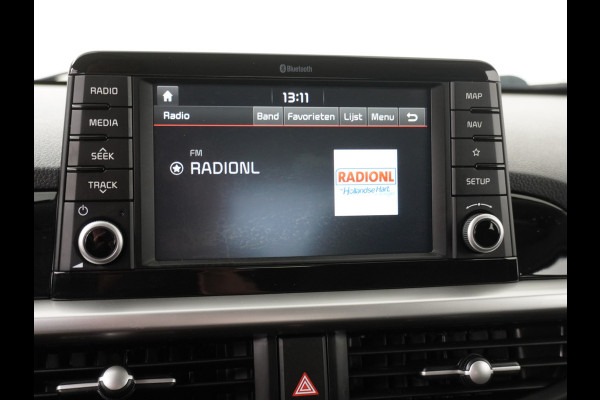 Bluetooth
RADIO
MEDIA
SEEK
TRACK
13:11
Radio Band Favorieten Lijst Menu
FM
RADIONL
RADIONL
Hollandse Hart
MAP
NAV
SETUP